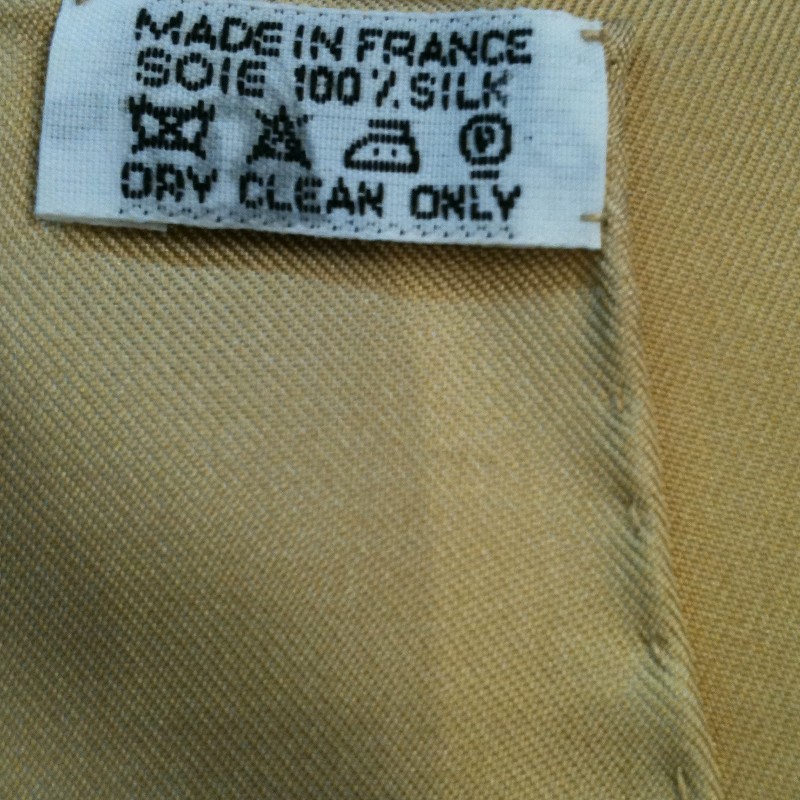 MADE IN FRANCE
SOIE 100% SILK
P
DRY CLEAN ONLY